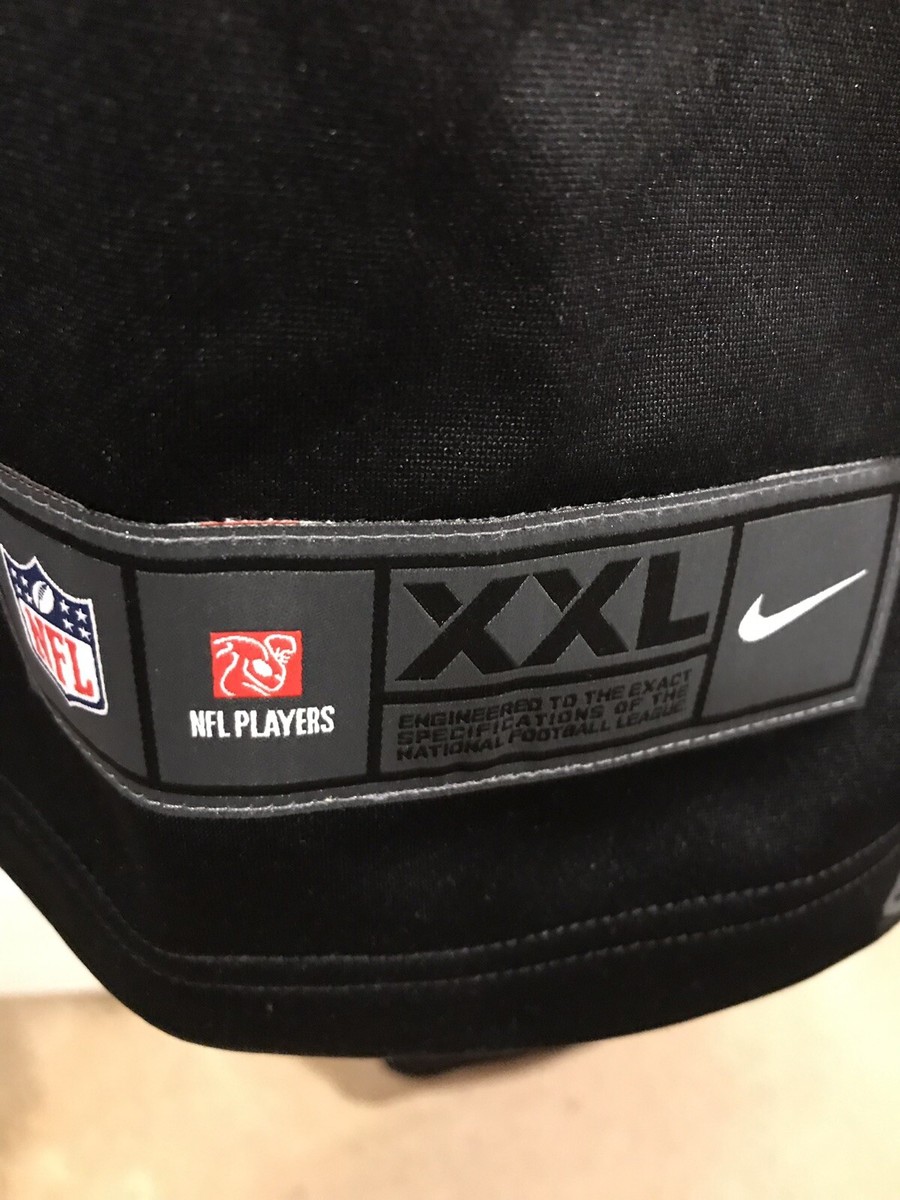 NFL
NFL PLAYERS
XXL
ENGINEERED TO THE EXACT
SPECIFICATIONS OF THE
NATIONAL FOOTBALL LEAGUE